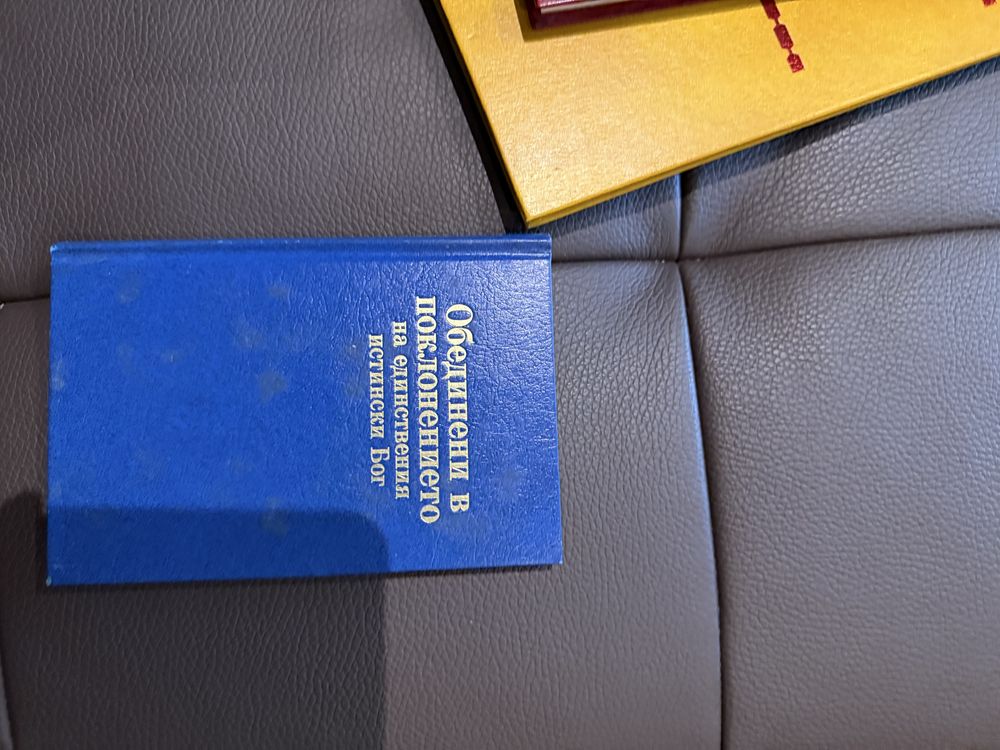 Обединени в
поклонението
на единствения
истински Бог